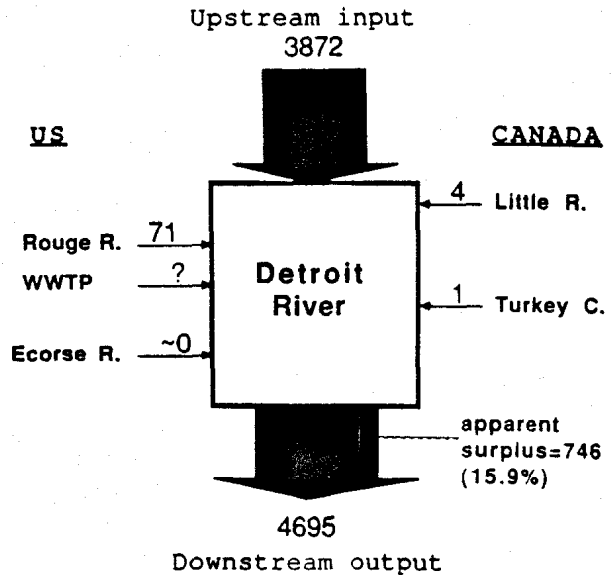 Upstream input
3872
US
CANADA
4 Little R.
Rouge R. 71
WWTP ?
Detroit
River
1 Turkey C.
Ecorse R. ~0
apparent
surplus=746
(15.9%)
4695
Downstream output